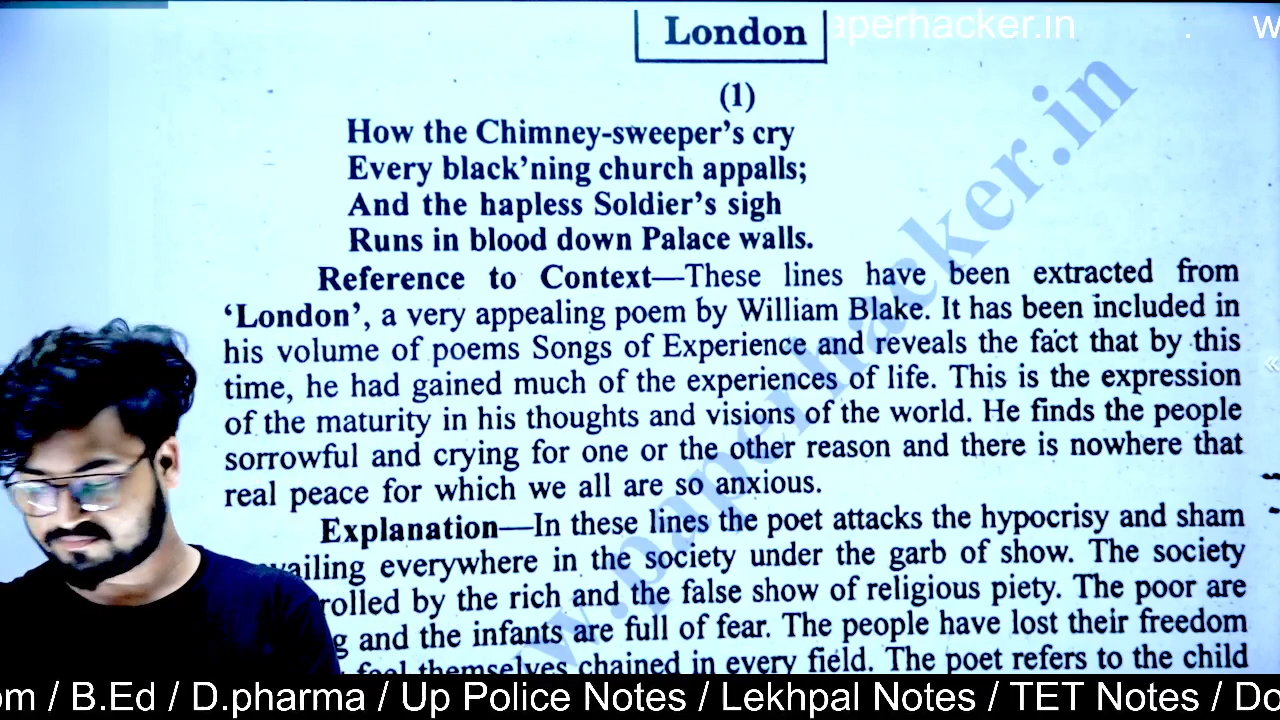 London
aperhacker.in . w
(1)
How the Chimney-sweeper's cry
Every black'ning church appalls;
And the hapless Soldier's sigh
Runs in blood down Palace walls.
Reference to Context—These lines have been extracted from
'London', a very appealing poem by William Blake. It has been included in
his volume of poems Songs of Experience and reveals the fact that by this
time, he had gained much of the experiences of life. This is the expression
of the maturity in his thoughts and visions of the world. He finds the people
sorrowful and crying for one or the other reason and there is nowhere that
real peace for which we all are so anxious.
Explanation—In these lines the poet attacks the hypocrisy and sham
vailing everywhere in the society under the garb of show. The society
rolled by the rich and the false show of religious piety. The poor are
g and the infants are full of fear. The people have lost their freedom
feel themselves chained in every field. The poet refers to the child
w.paperhacker.in
om / B.Ed / D.pharma / Up Police Notes / Lekhpal Notes / TET Notes / Do